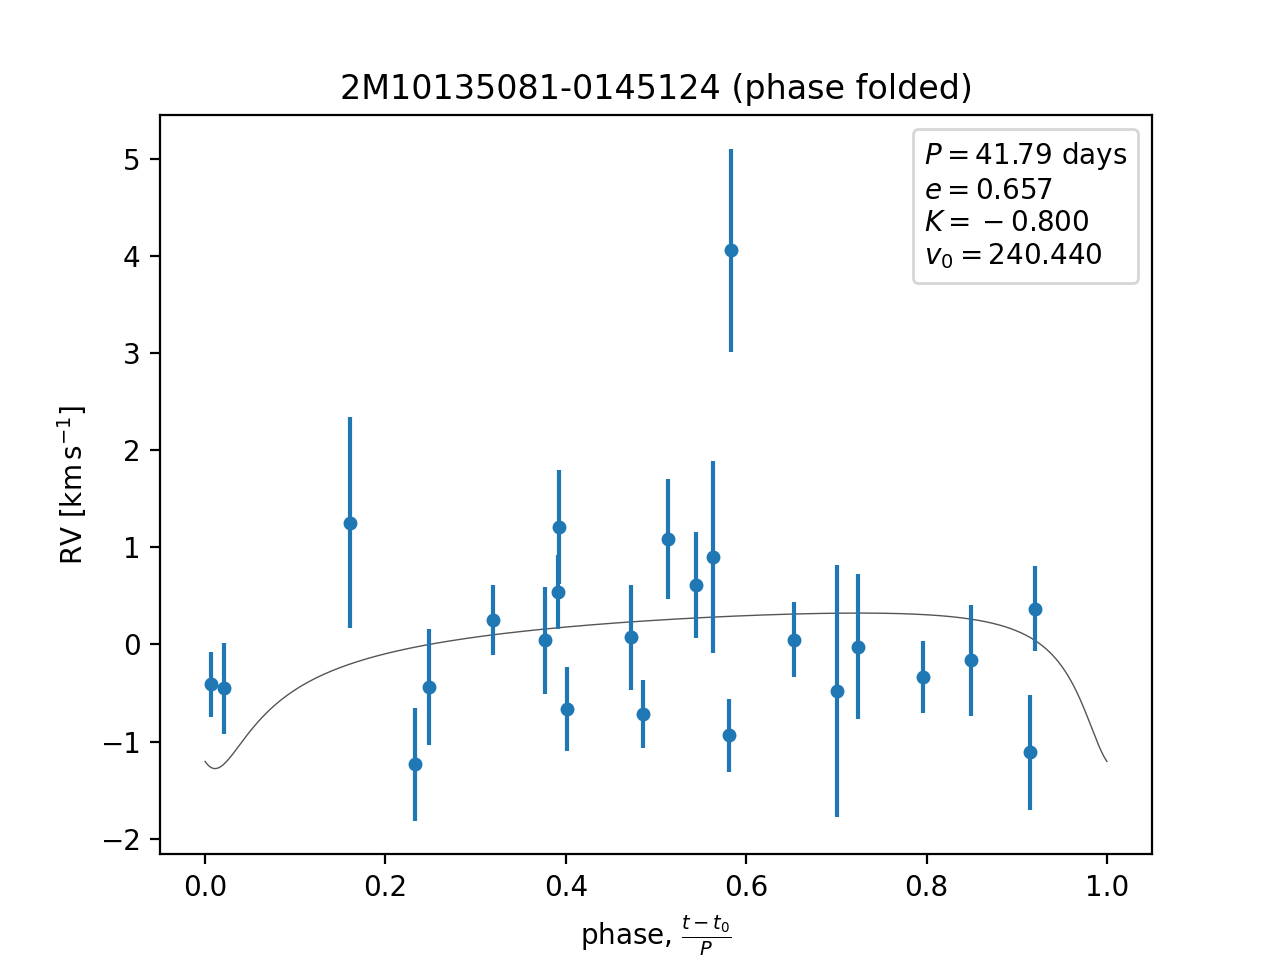 2M10135081-0145124 (phase folded)
P = 41.79 days
e = 0.657
K = −0.800
v₀ = 240.440
5
4
3
2
1
0
−1
−2
RV [km s⁻¹]
0.0 0.2 0.4 0.6 0.8 1.0
phase, (t − t₀)/P